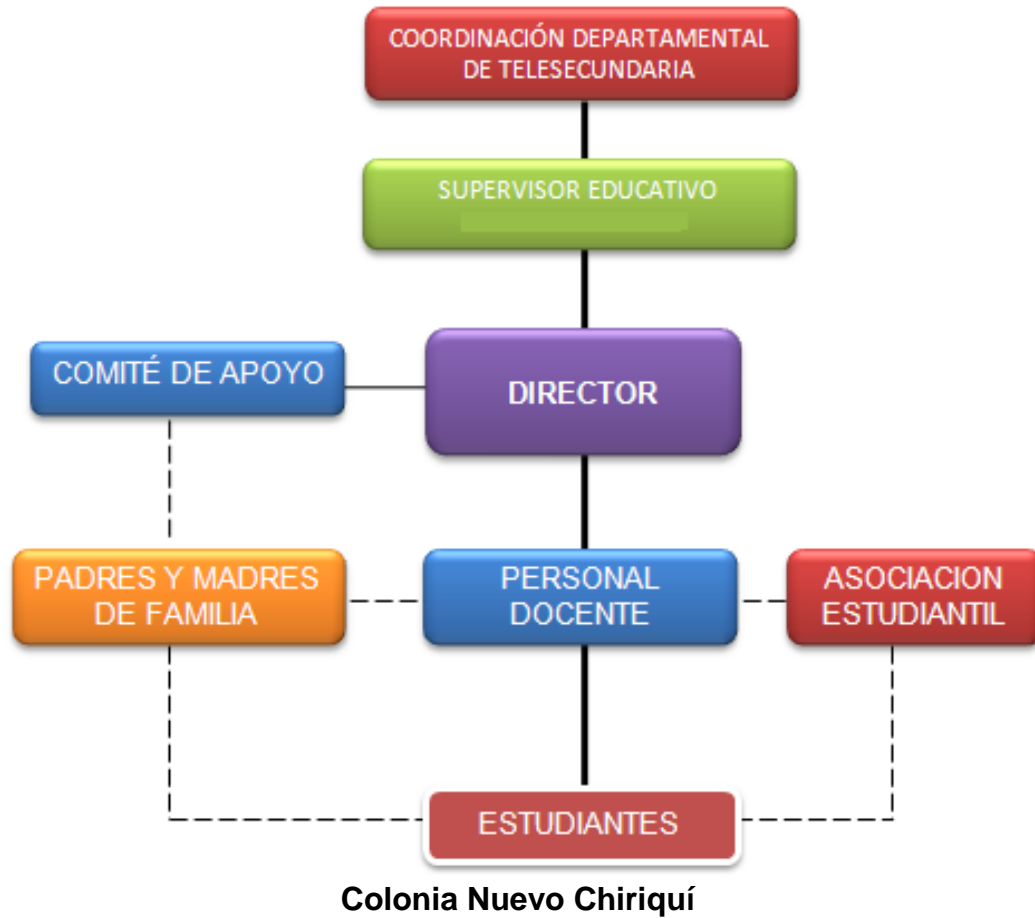 COORDINACIÓN DEPARTAMENTAL
DE TELESECUNDARIA
SUPERVISOR EDUCATIVO
COMITÉ DE APOYO
DIRECTOR
PADRES Y MADRES
DE FAMILIA
PERSONAL
DOCENTE
ASOCIACION
ESTUDIANTIL
ESTUDIANTES
Colonia Nuevo Chiriquí